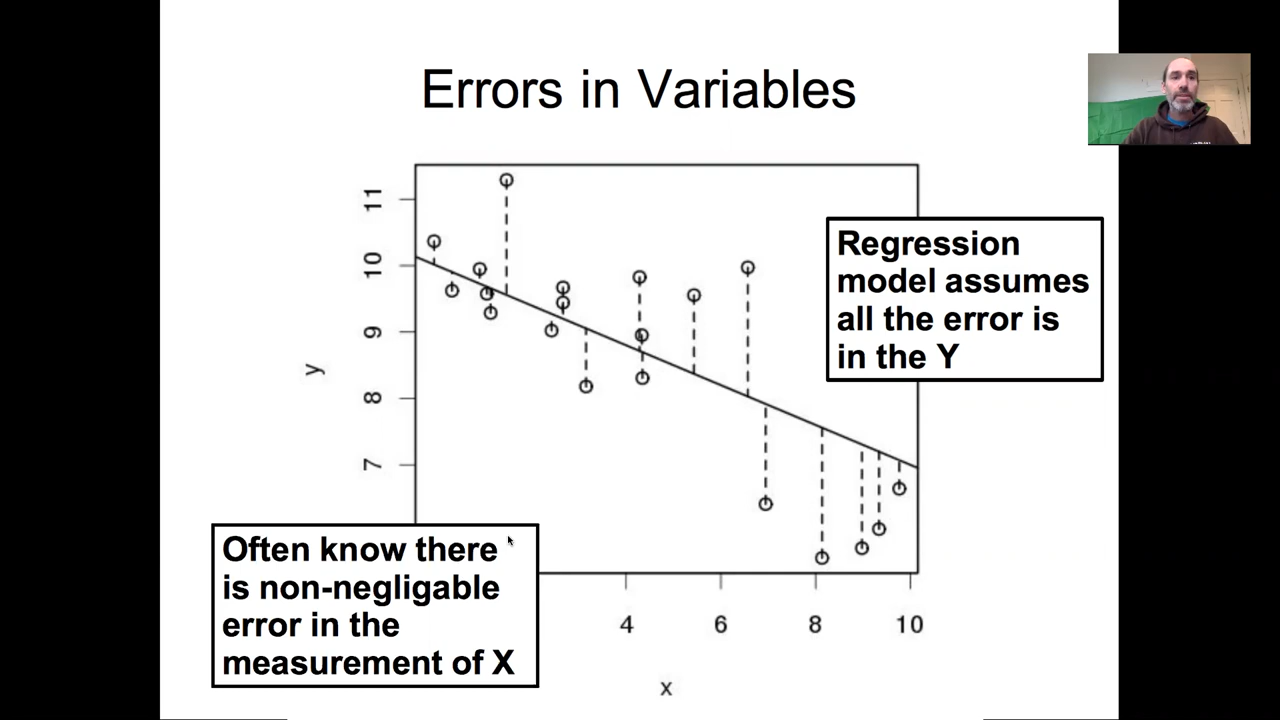 Errors in Variables
11
10
9
8
7
y
Regression
model assumes
all the error is
in the Y
Often know there
is non-negligable
error in the
measurement of X
4
6
8
10
x